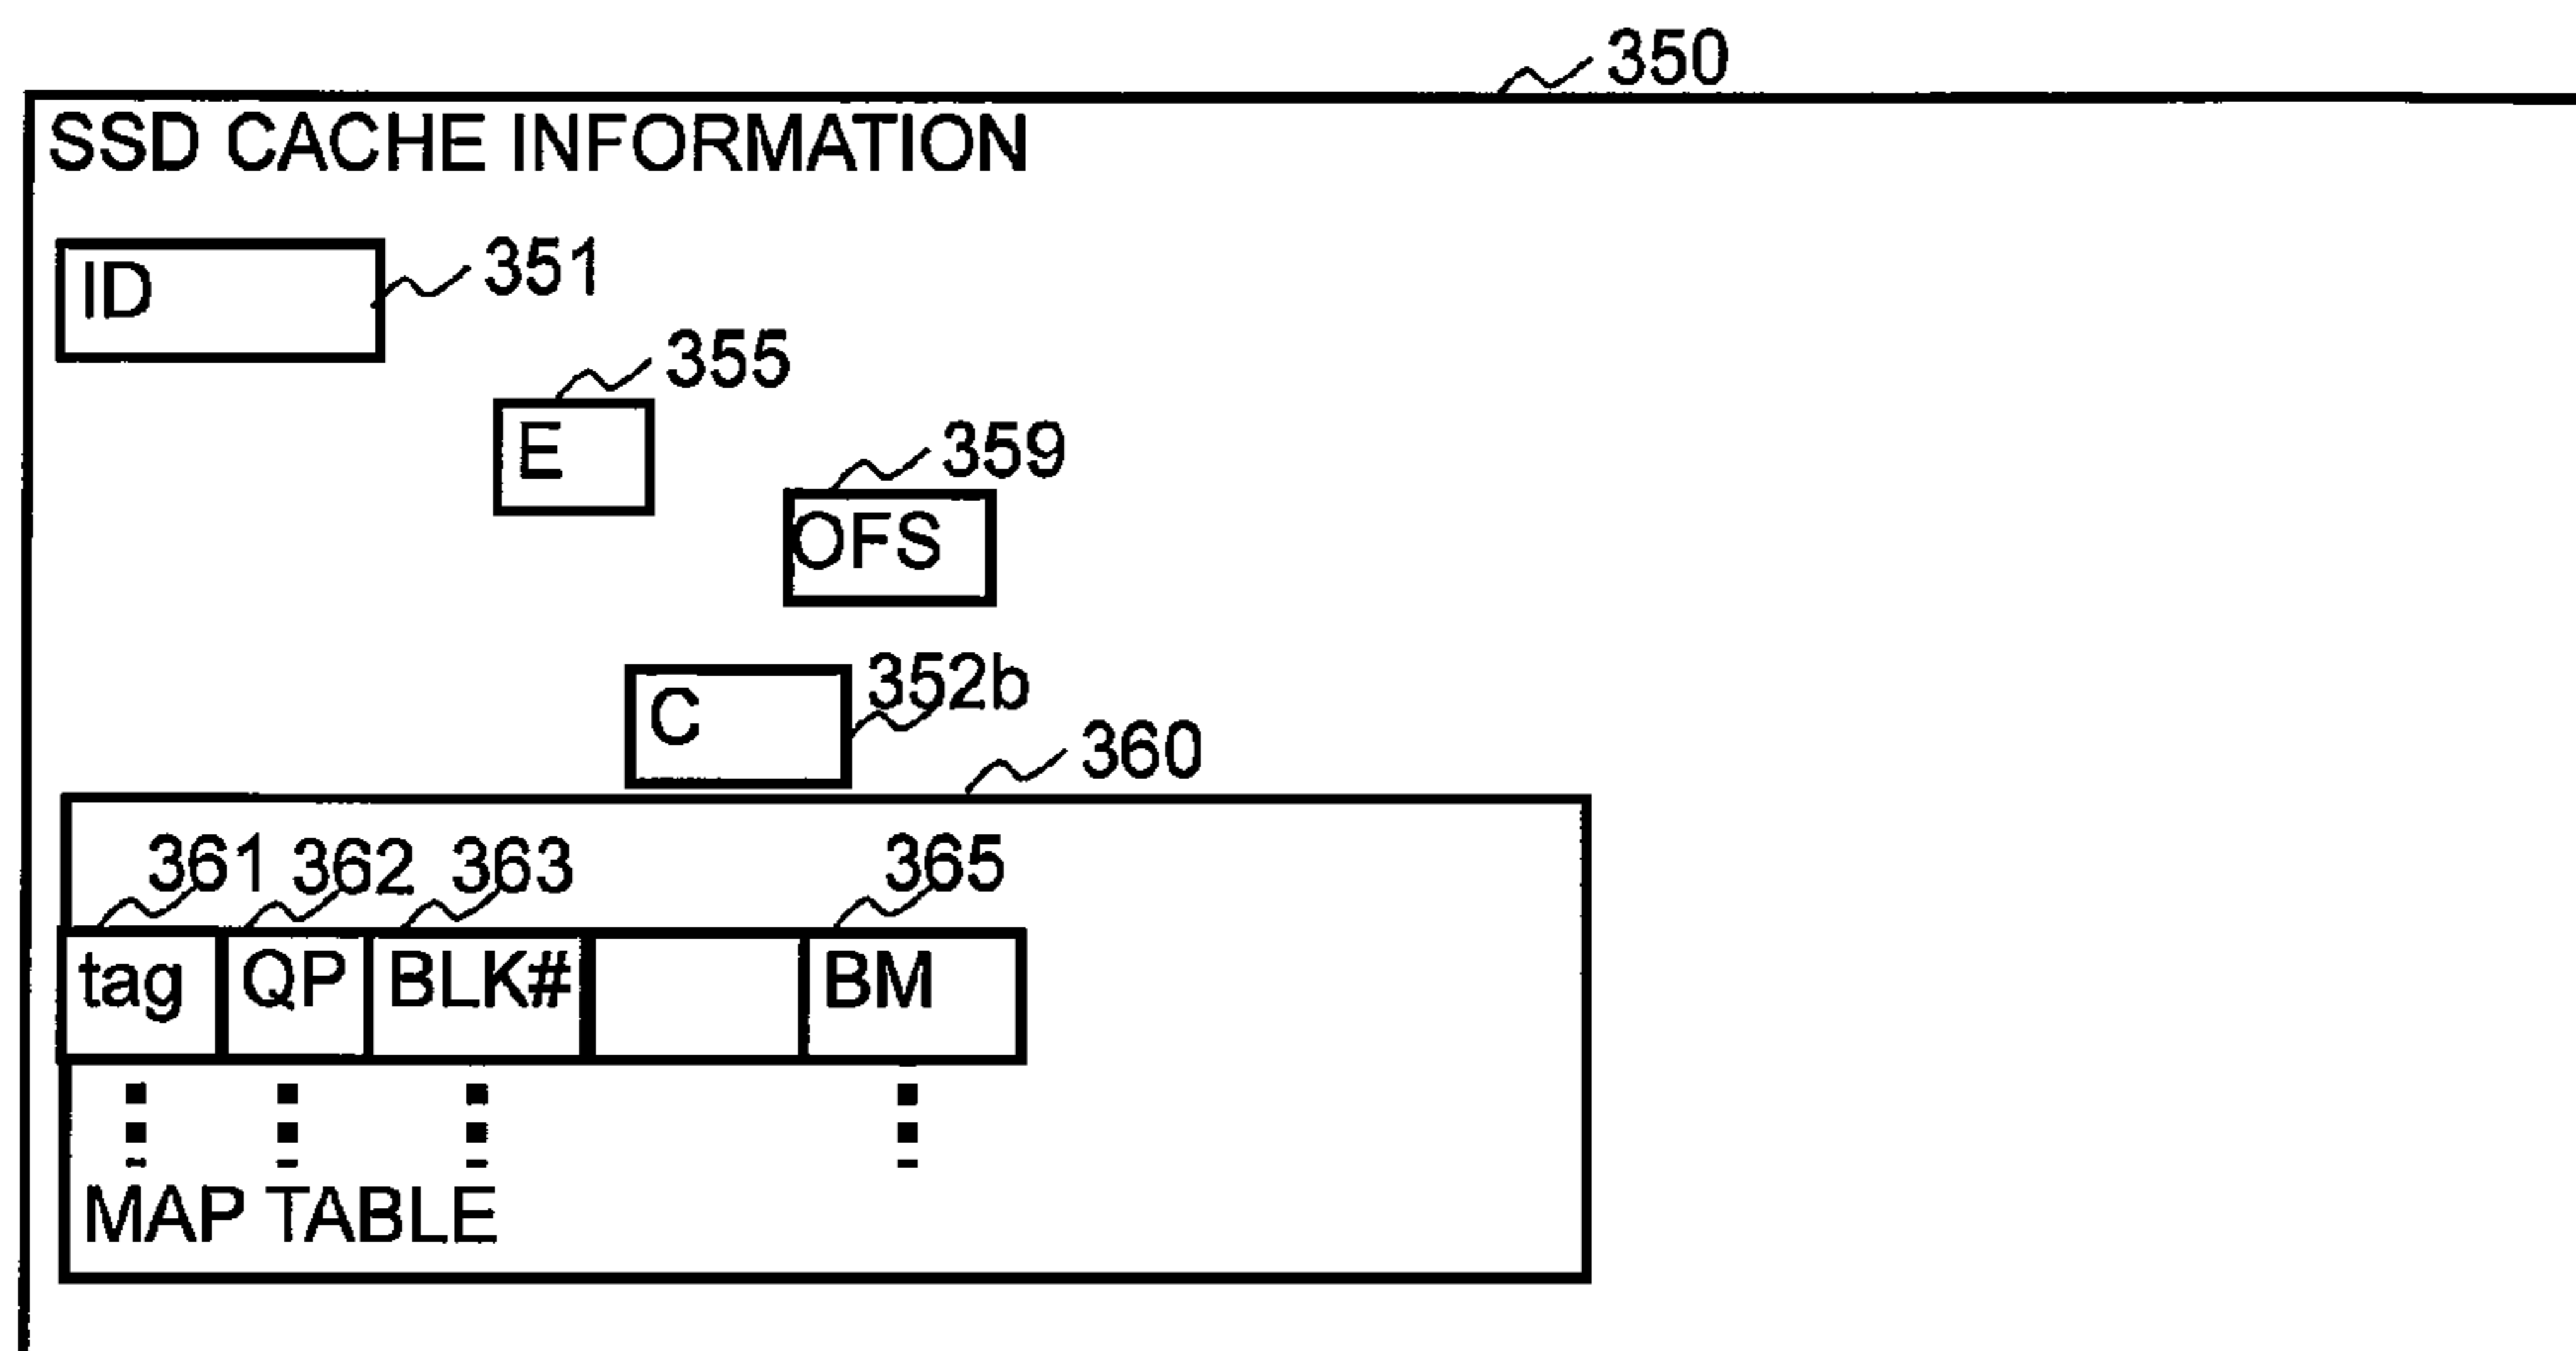 350
SSD CACHE INFORMATION
ID
351
355
E
359
OFS
352b
C
360
361 362 363 365
tag QP BLK# BM
MAP TABLE